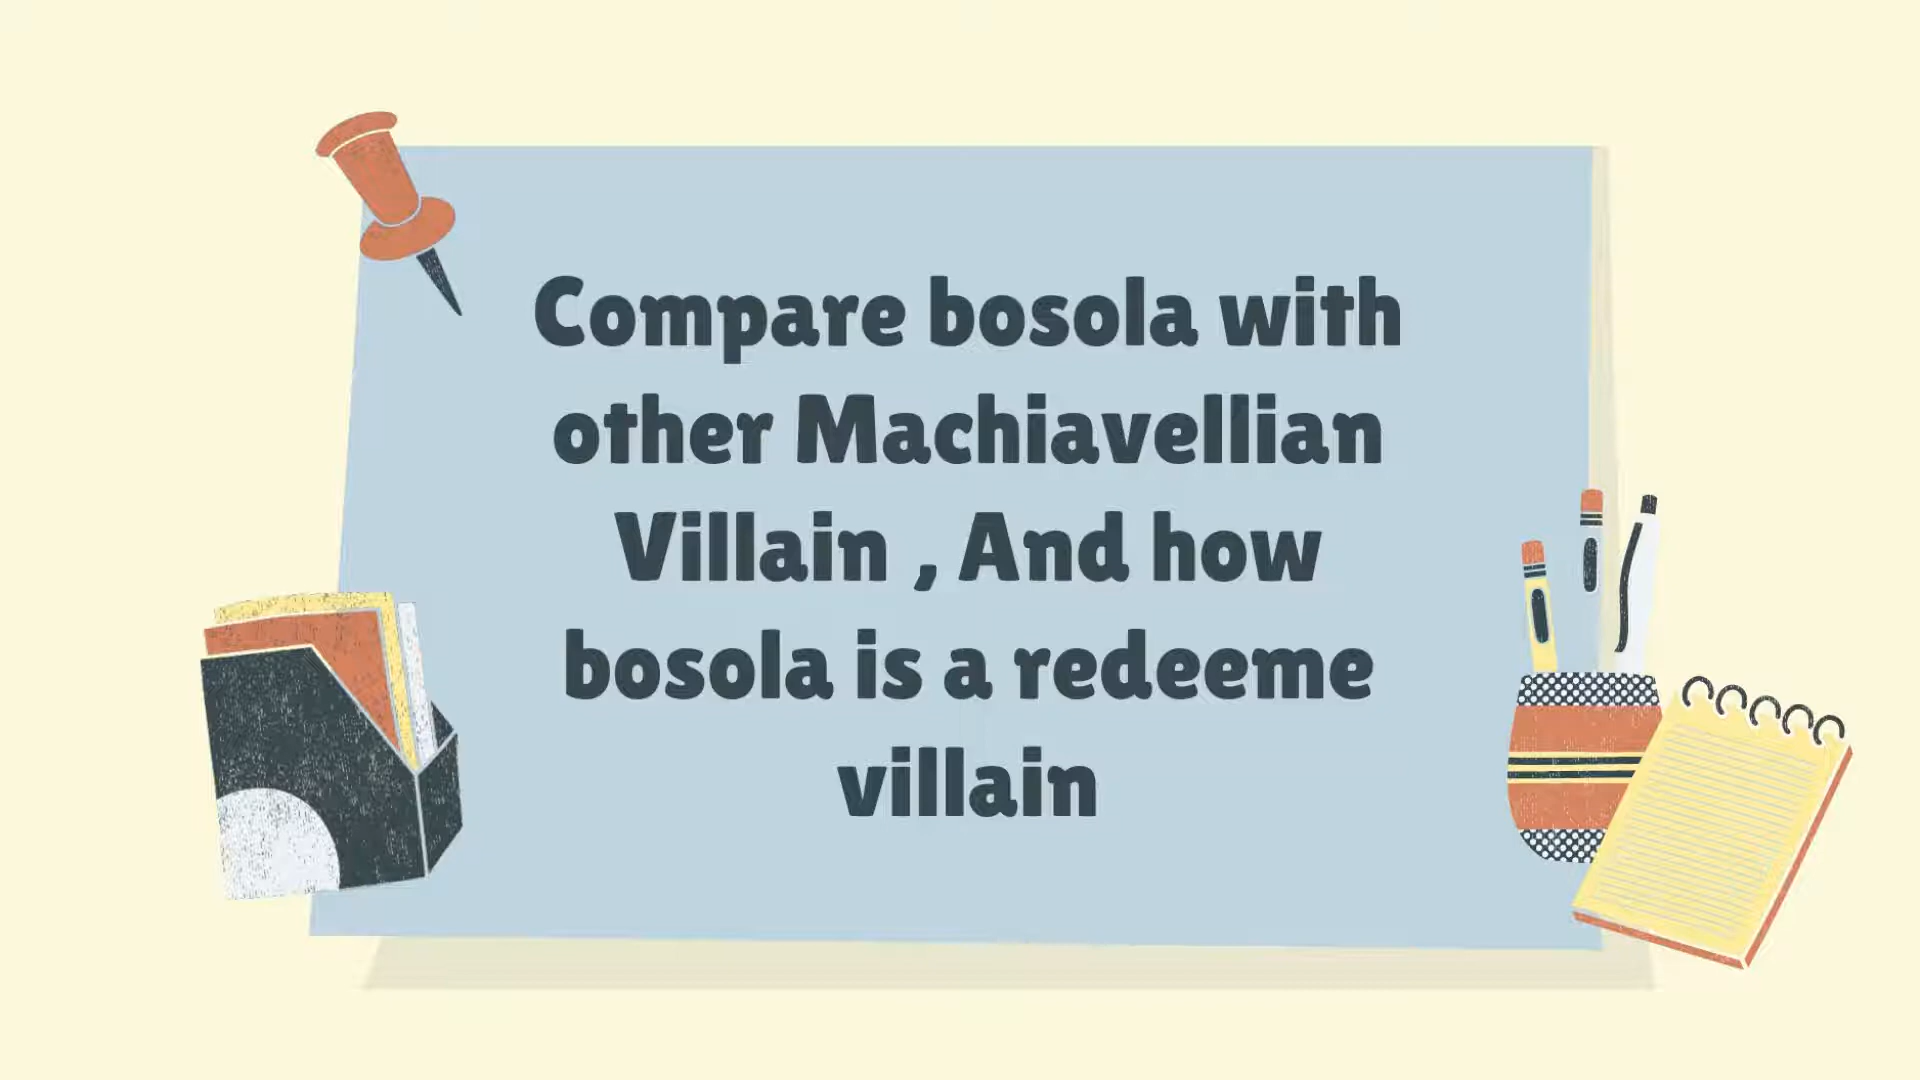 Compare bosola with
other Machiavellian
Villain , And how
bosola is a redeeme
villain